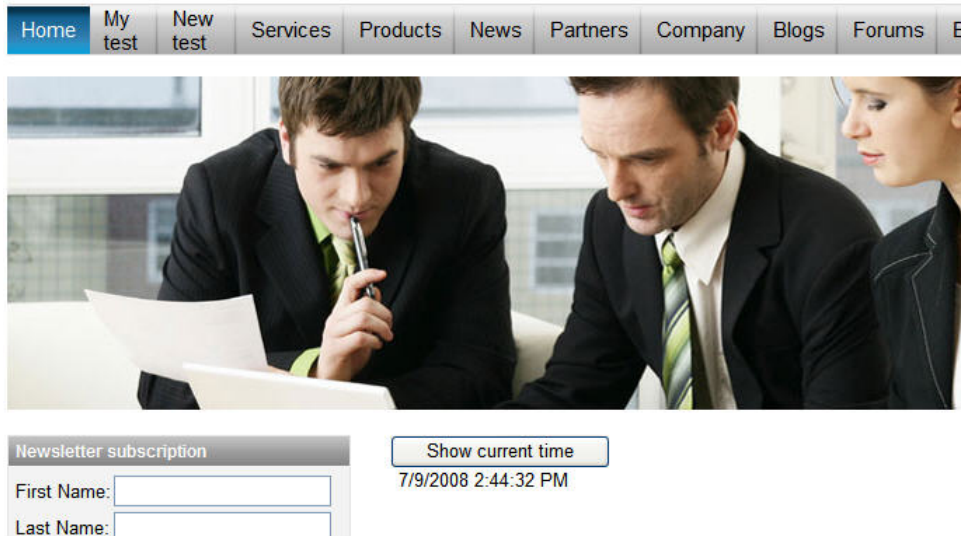 Home My test New test Services Products News Partners Company Blogs Forums
Newsletter subscription
Show current time
7/9/2008 2:44:32 PM
First Name:
Last Name: